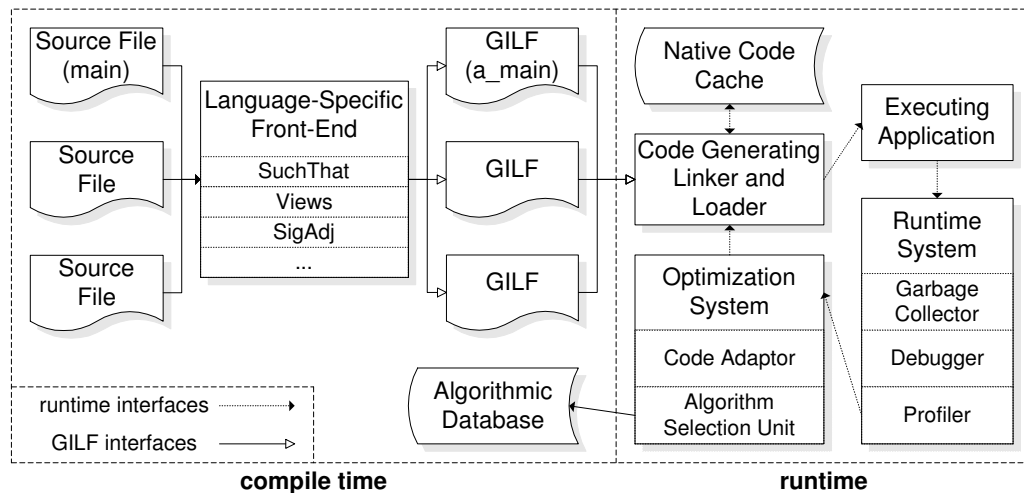 Source File
(main)
Source
File
Source
File
Language-Specific
Front-End
SuchThat
Views
SigAdj
...
GILF
(a_main)
GILF
GILF
runtime interfaces
GILF interfaces
Algorithmic
Database
compile time
Native Code
Cache
Code Generating
Linker and
Loader
Optimization
System
Code Adaptor
Algorithm
Selection Unit
Executing
Application
Runtime
System
Garbage
Collector
Debugger
Profiler
runtime